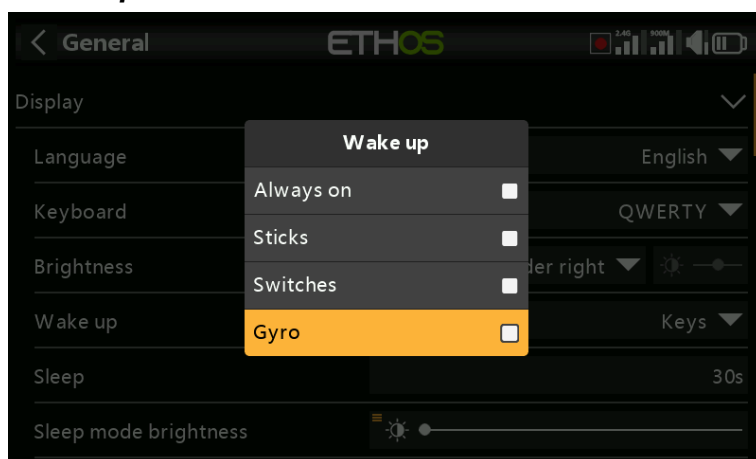 General
ETHOS
2.4G
900M
Display
Wake up
Language
English
Always on
Keyboard
QWERTY
Sticks
Brightness
der right
Switches
Wake up
Keys
Gyro
Sleep
30s
Sleep mode brightness